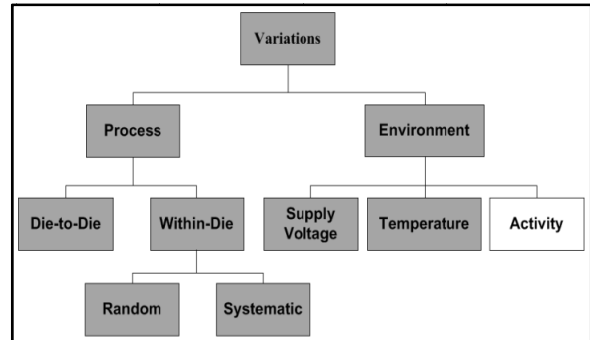 Variations
Process
Environment
Die-to-Die
Within-Die
Supply
Voltage
Temperature
Activity
Random
Systematic